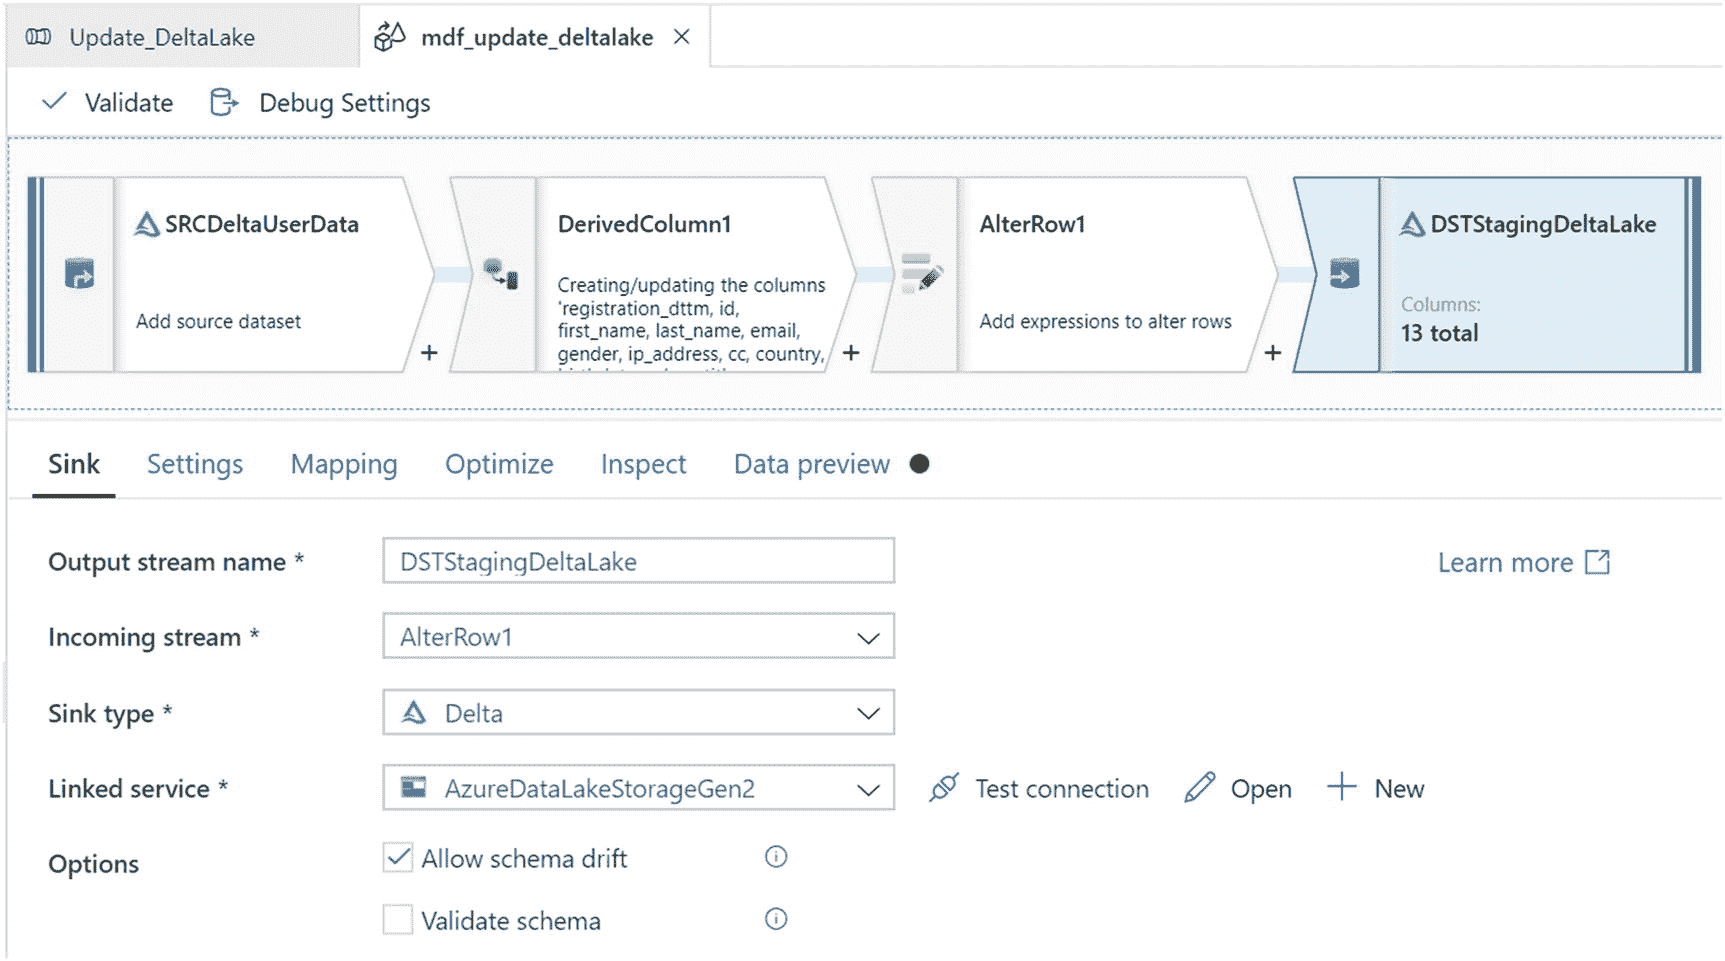 Update_DeltaLake
mdf_update_deltalake
Validate
Debug Settings
SRCDeltaUserData
Add source dataset
+
DerivedColumn1
Creating/updating the columns
'registration_dttm, id,
first_name, last_name, email,
gender, ip_address, cc, country,
+
AlterRow1
Add expressions to alter rows
+
DSTStagingDeltaLake
Columns:
13 total
Sink
Settings
Mapping
Optimize
Inspect
Data preview
Output stream name *
DSTStagingDeltaLake
Learn more
Incoming stream *
AlterRow1
Sink type *
Delta
Linked service *
AzureDataLakeStorageGen2
Test connection
Open
New
Options
Allow schema drift
Validate schema